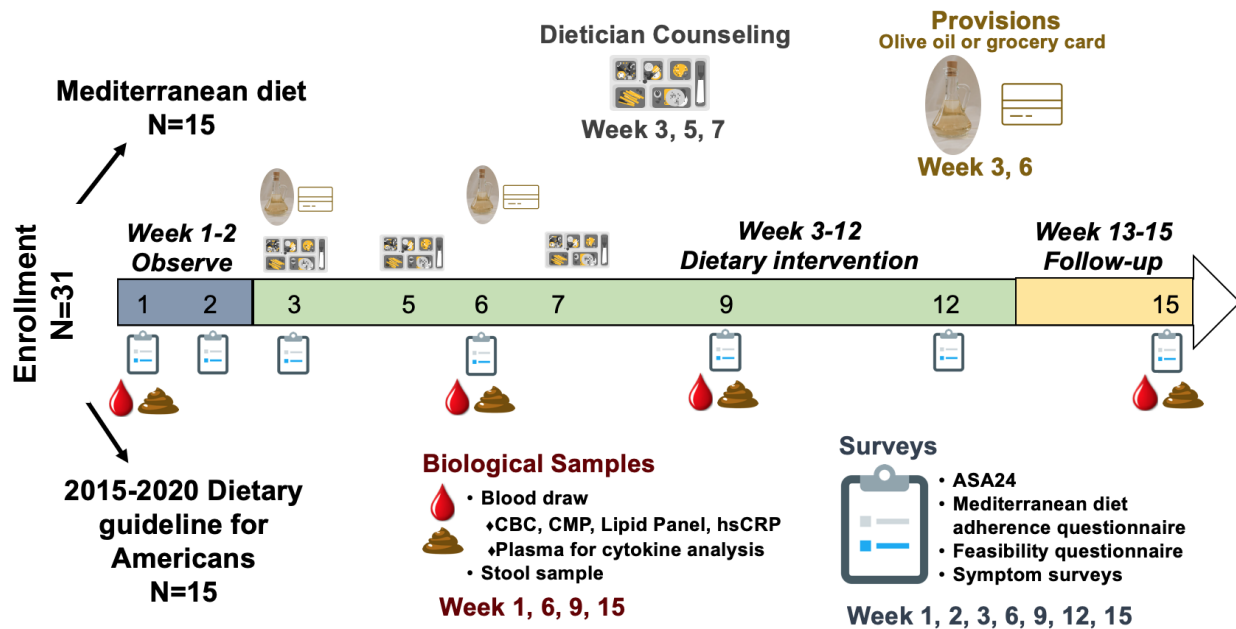 Dietician Counseling
Week 3, 5, 7
Provisions
Olive oil or grocery card
Week 3, 6
Mediterranean diet
N=15
Enrollment
N=31
Week 1-2
Observe
Week 3-12
Dietary intervention
Week 13-15
Follow-up
1 2 3 5 6 7 9 12 15
2015-2020 Dietary
guideline for
Americans
N=15
Biological Samples
• Blood draw
♦CBC, CMP, Lipid Panel, hsCRP
♦Plasma for cytokine analysis
• Stool sample
Week 1, 6, 9, 15
Surveys
• ASA24
• Mediterranean diet
adherence questionnaire
• Feasibility questionnaire
• Symptom surveys
Week 1, 2, 3, 6, 9, 12, 15